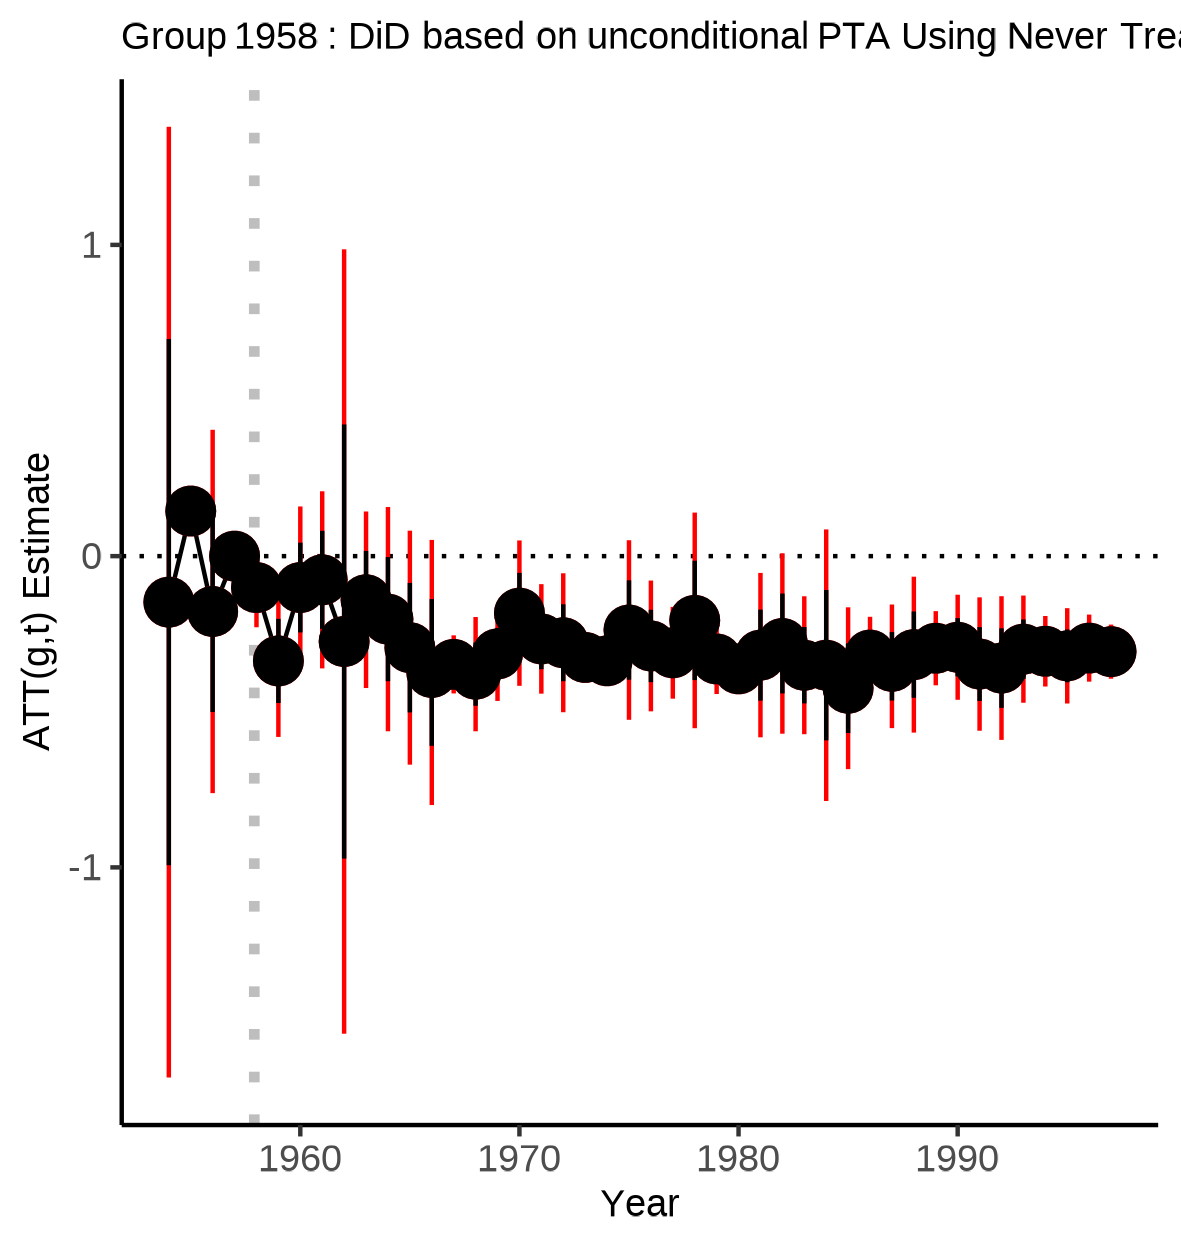 Group 1958 : DiD based on unconditional PTA Using Never
ATT(g,t) Estimate
1
0
-1
1960 1970 1980 1990
Year